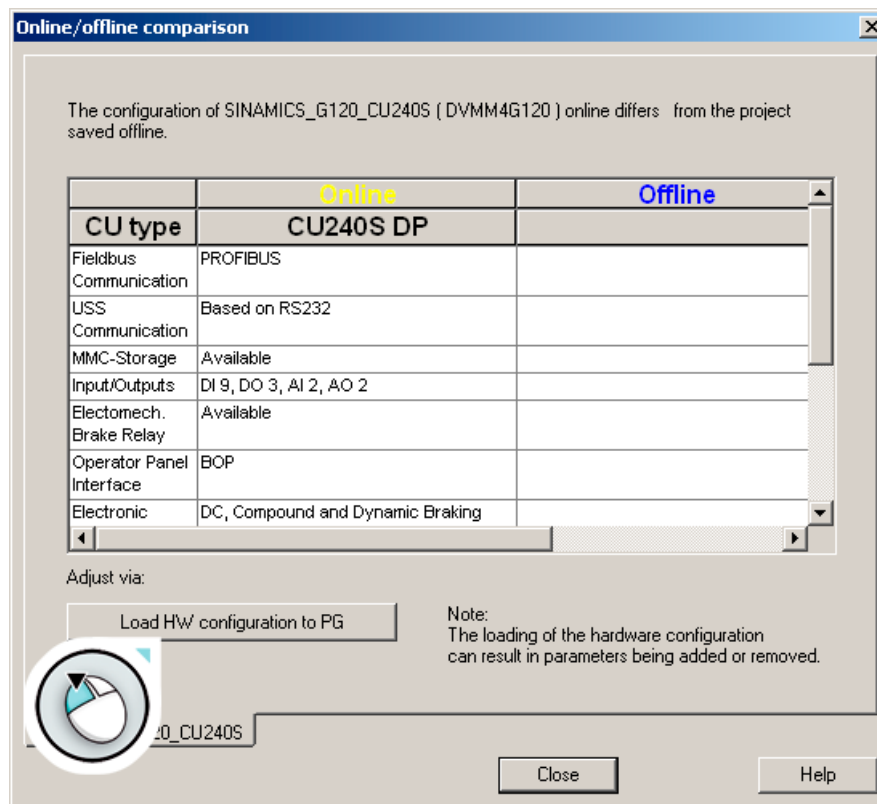 Online/offline comparison
The configuration of SINAMICS_G120_CU240S ( DVMM4G120 ) online differs from the project
saved offline.
Online Offline
CU type CU240S DP
Fieldbus PROFIBUS
Communication
USS Based on RS232
Communication
MMC-Storage Available
Input/Outputs DI 9, DO 3, AI 2, AO 2
Electomech. Available
Brake Relay
Operator Panel BOP
Interface
Electronic DC, Compound and Dynamic Braking
Adjust via:
Load HW configuration to PG
Note:
The loading of the hardware configuration
can result in parameters being added or removed.
20_CU240S
Close Help